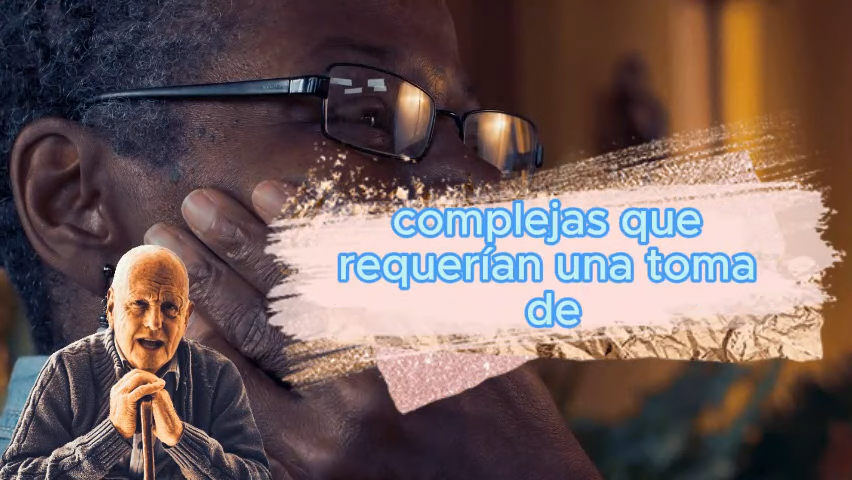 complejas que
requerían una toma
de